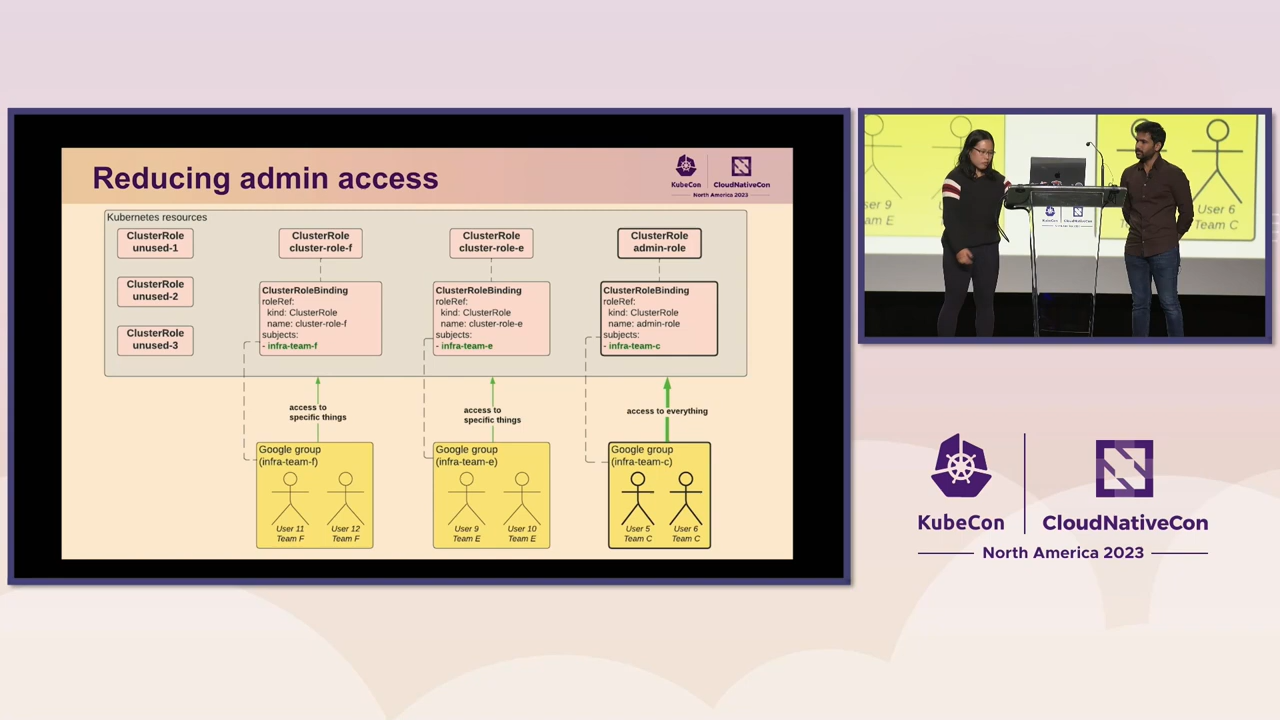 Reducing admin access
KubeCon
CloudNativeCon
North America 2023
Kubernetes resources
ClusterRole
unused-1
ClusterRole
unused-2
ClusterRole
unused-3
ClusterRole
cluster-role-f
ClusterRoleBinding
roleRef:
kind: ClusterRole
name: cluster-role-f
subjects:
- infra-team-f
ClusterRole
cluster-role-e
ClusterRoleBinding
roleRef:
kind: ClusterRole
name: cluster-role-e
subjects:
- infra-team-e
ClusterRole
admin-role
ClusterRoleBinding
roleRef:
kind: ClusterRole
name: admin-role
subjects:
- infra-team-c
access to
specific things
access to
specific things
access to everything
Google group
(infra-team-f)
User 11
Team F
User 12
Team F
Google group
(infra-team-e)
User 9
Team E
User 10
Team E
Google group
(infra-team-c)
User 5
Team C
User 6
Team C
9
am E
User 6
Team C
KubeCon
CloudNativeCon
North America 2023